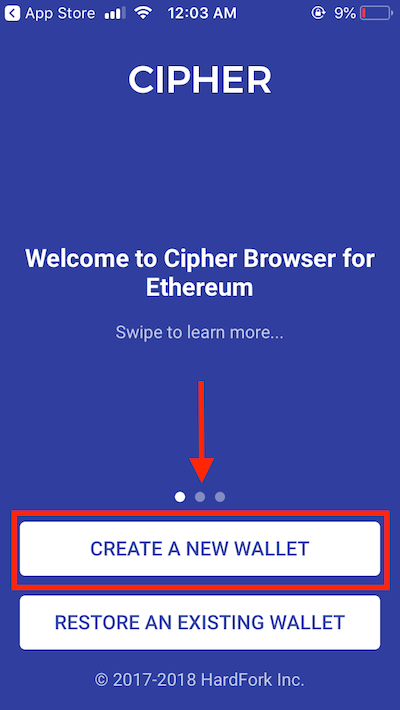 App Store 12:03 AM 9%
CIPHER
Welcome to Cipher Browser for
Ethereum
Swipe to learn more...
CREATE A NEW WALLET
RESTORE AN EXISTING WALLET
© 2017-2018 HardFork Inc.